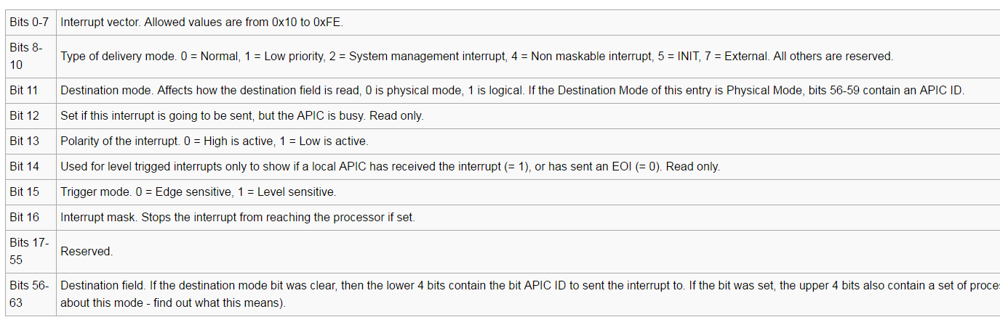 Bits 0-7 Interrupt vector. Allowed values are from 0x10 to 0xFE.
Bits 8-
10 Type of delivery mode. 0 = Normal, 1 = Low priority, 2 = System management interrupt, 4 = Non maskable interrupt, 5 = INIT, 7 = External. All others are reserved.
Bit 11 Destination mode. Affects how the destination field is read, 0 is physical mode, 1 is logical. If the Destination Mode of this entry is Physical Mode, bits 56-59 contain an APIC ID.
Bit 12 Set if this interrupt is going to be sent, but the APIC is busy. Read only.
Bit 13 Polarity of the interrupt. 0 = High is active, 1 = Low is active.
Bit 14 Used for level trigged interrupts only to show if a local APIC has received the interrupt (= 1), or has sent an EOI (= 0). Read only.
Bit 15 Trigger mode. 0 = Edge sensitive, 1 = Level sensitive.
Bit 16 Interrupt mask. Stops the interrupt from reaching the processor if set.
Bits 17-
55 Reserved.
Bits 56- Destination field. If the destination mode bit was clear, then the lower 4 bits contain the bit APIC ID to sent the interrupt to. If the bit was set, the upper 4 bits also contain a set of
63 about this mode - find out what this means).